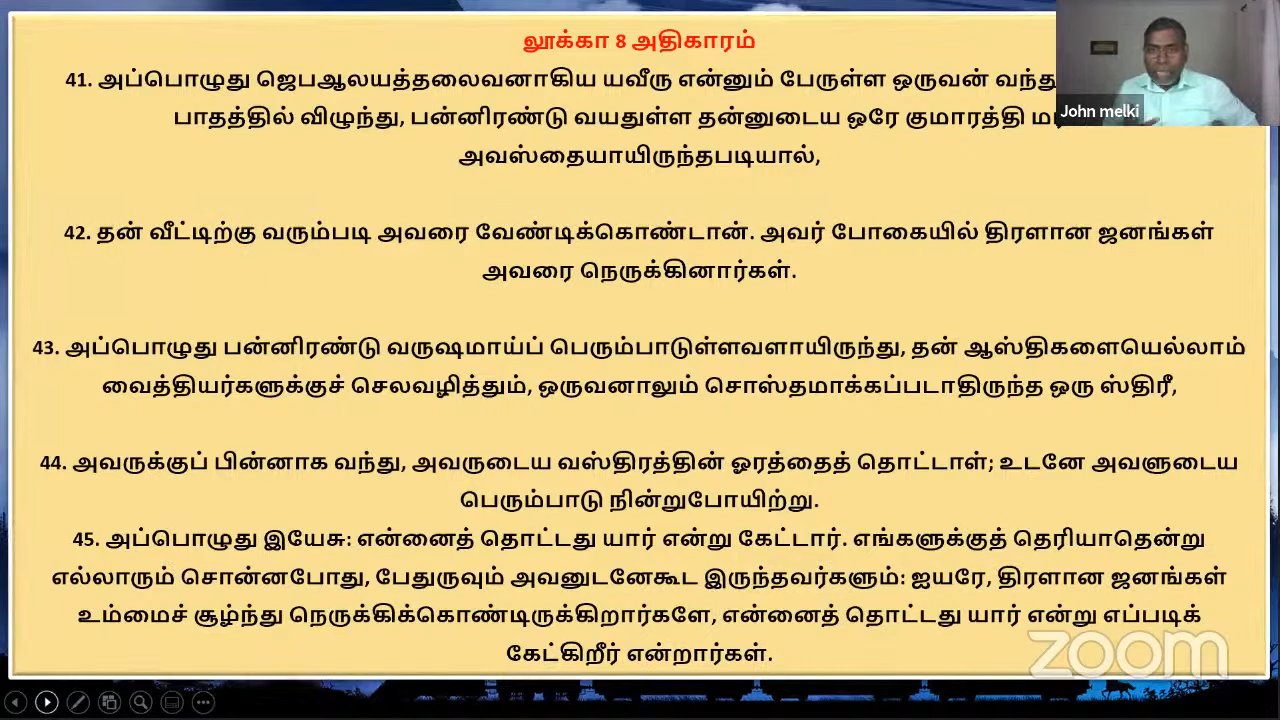 லூக்கா 8 அதிகாரம்
41. அப்பொழுது ஜெபஆலயத்தலைவனாகிய யவீரு என்னும் பேருள்ள ஒருவன் வந்து
பாதத்தில் விழுந்து, பன்னிரண்டு வயதுள்ள தன்னுடைய ஒரே குமாரத்தி
அவஸ்தையாயிருந்தபடியால்,
42. தன் வீட்டிற்கு வரும்படி அவரை வேண்டிக்கொண்டான். அவர் போகையில் திரளான ஜனங்கள்
அவரை நெருக்கினார்கள்.
43. அப்பொழுது பன்னிரண்டு வருஷமாய்ப் பெரும்பாடுள்ளவளாயிருந்து, தன் ஆஸ்திகளையெல்லாம்
வைத்தியர்களுக்குச் செலவழித்தும், ஒருவனாலும் சொஸ்தமாக்கப்படாதிருந்த ஒரு ஸ்திரீ,
44. அவருக்குப் பின்னாக வந்து, அவருடைய வஸ்திரத்தின் ஓரத்தைத் தொட்டாள்; உடனே அவளுடைய
பெரும்பாடு நின்றுபோயிற்று.
45. அப்பொழுது இயேசு: என்னைத் தொட்டது யார் என்று கேட்டார். எங்களுக்குத் தெரியாதென்று
எல்லாரும் சொன்னபோது, பேதுருவும் அவனுடனேகூட இருந்தவர்களும்: ஐயரே, திரளான ஜனங்கள்
உம்மைச் சூழ்ந்து நெருக்கிக்கொண்டிருக்கிறார்களே, என்னைத் தொட்டது யார் என்று எப்படிக்
கேட்கிறீர் என்றார்கள்.
John melki
zoom